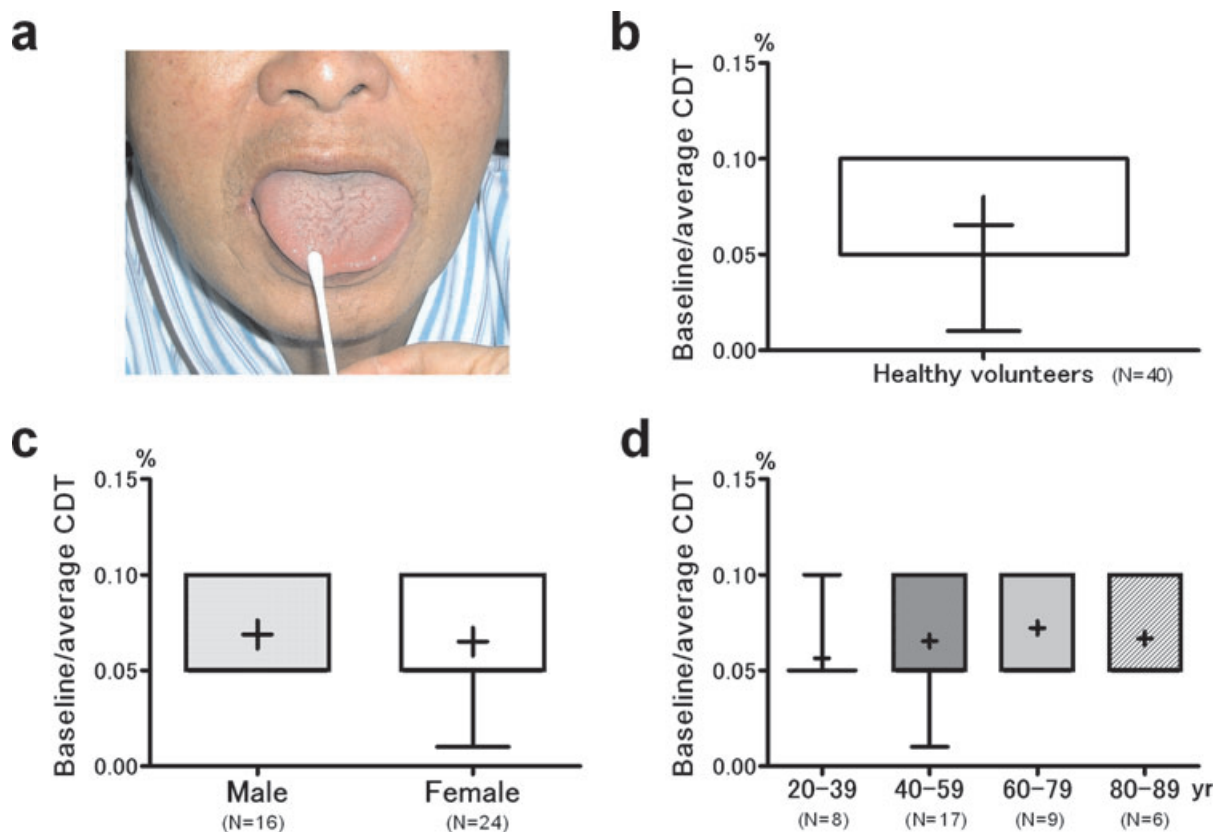 a
b
%
Baseline/average CDT
0.15
0.10
0.05
0.00
Healthy volunteers (N=40)
c
%
Baseline/average CDT
0.15
0.10
0.05
0.00
Male Female
(N=16) (N=24)
d
%
Baseline/average CDT
0.15
0.10
0.05
0.00
20-39 40-59 60-79 80-89 yr
(N=8) (N=17) (N=9) (N=6)